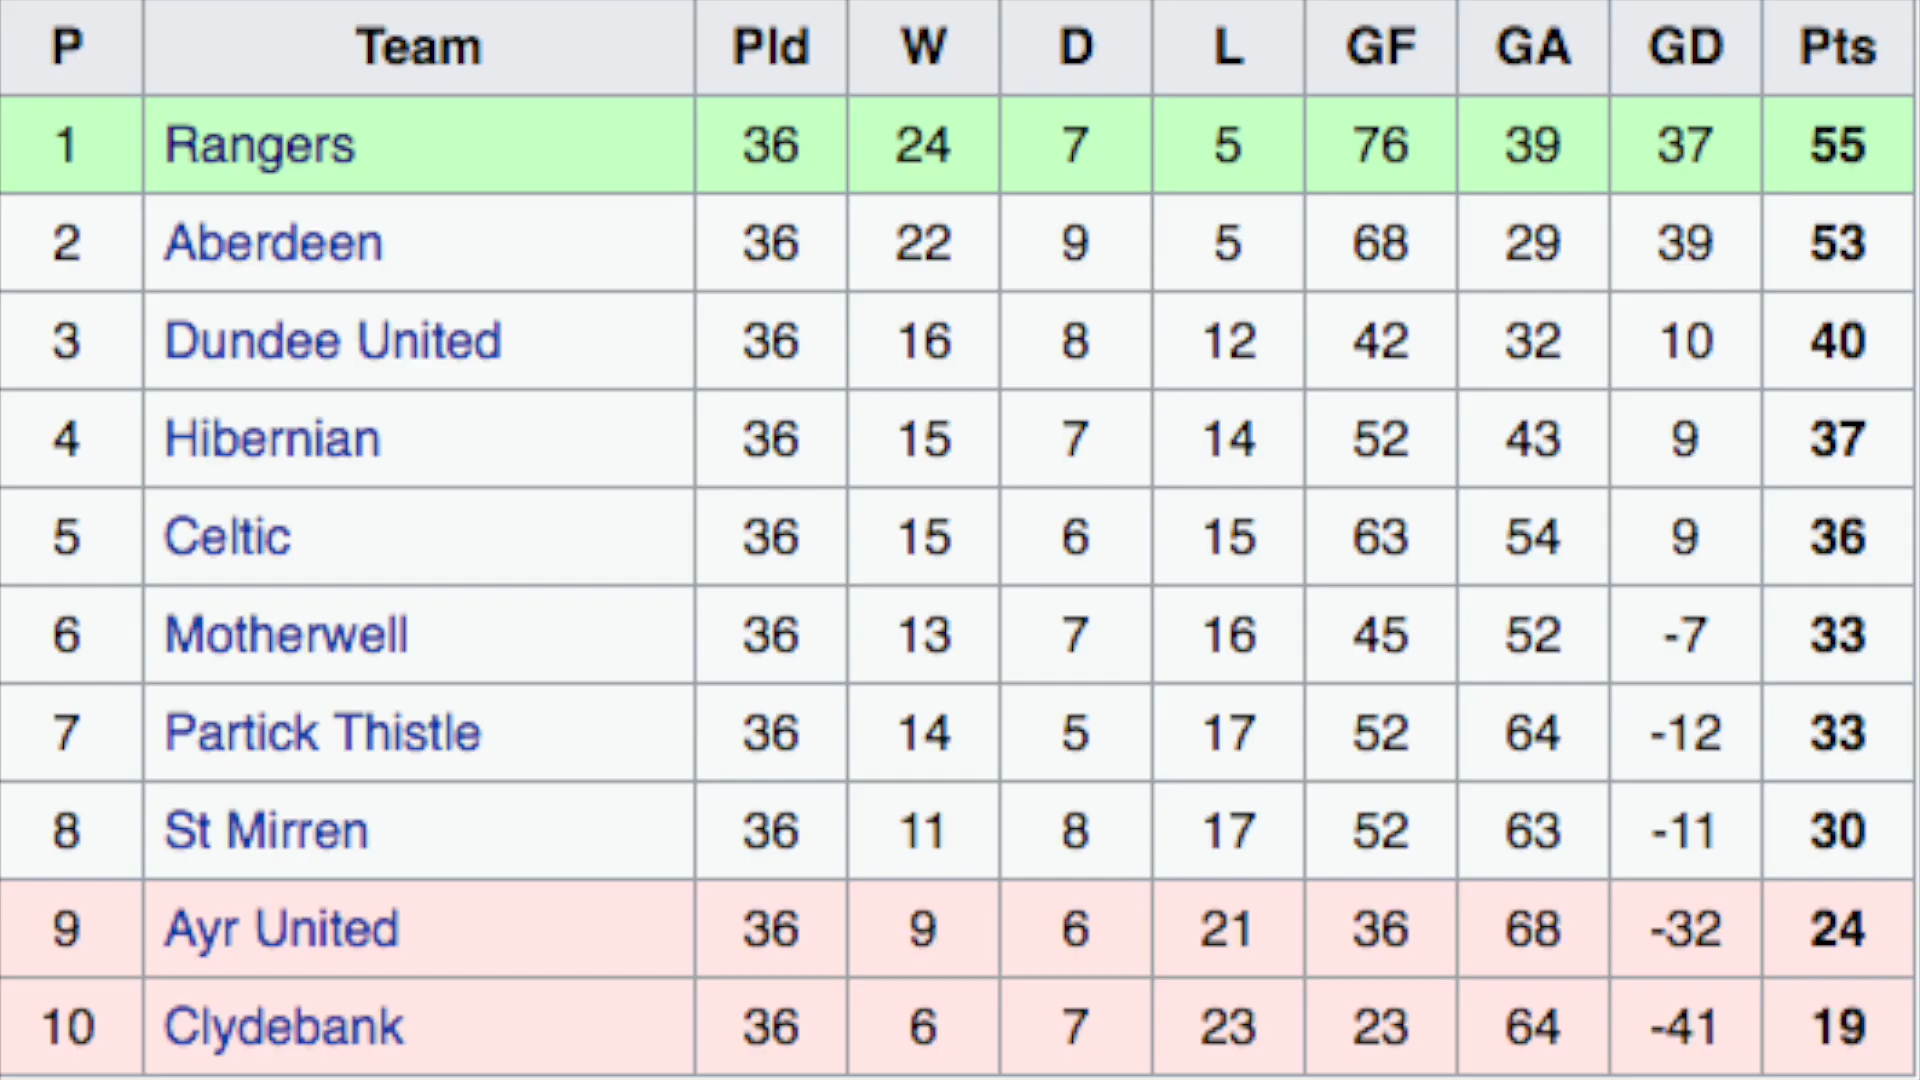 P Team Pld W D L GF GA GD Pts
1 Rangers 36 24 7 5 76 39 37 55
2 Aberdeen 36 22 9 5 68 29 39 53
3 Dundee United 36 16 8 12 42 32 10 40
4 Hibernian 36 15 7 14 52 43 9 37
5 Celtic 36 15 6 15 63 54 9 36
6 Motherwell 36 13 7 16 45 52 -7 33
7 Partick Thistle 36 14 5 17 52 64 -12 33
8 St Mirren 36 11 8 17 52 63 -11 30
9 Ayr United 36 9 6 21 36 68 -32 24
10 Clydebank 36 6 7 23 23 64 -41 19